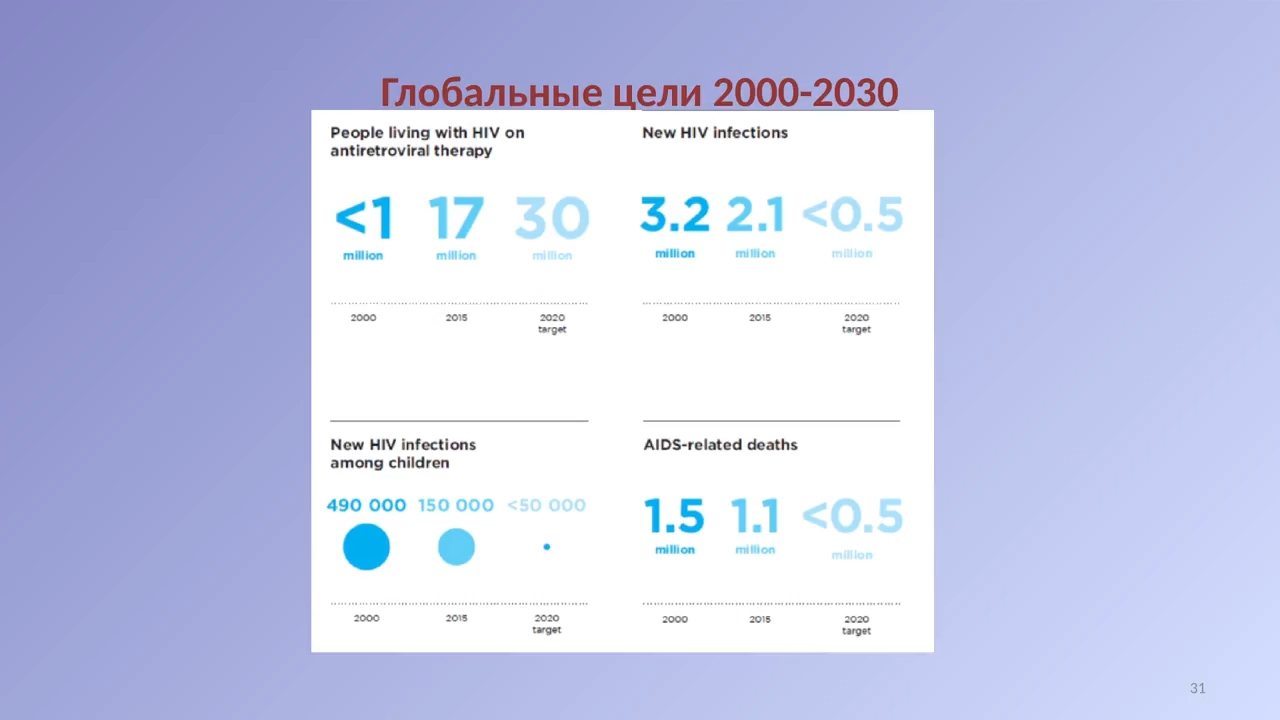 Глобальные цели 2000-2030
People living with HIV on
antiretroviral therapy
<1 17 30
million million million
2000 2015 2020
target
New HIV infections
3.2 2.1 <0.5
million million million
2000 2015 2020
target
New HIV infections
among children
490 000 150 000 <50 000
2000 2015 2020
target
AIDS-related deaths
1.5 1.1 <0.5
million million million
2000 2015 2020
target
31